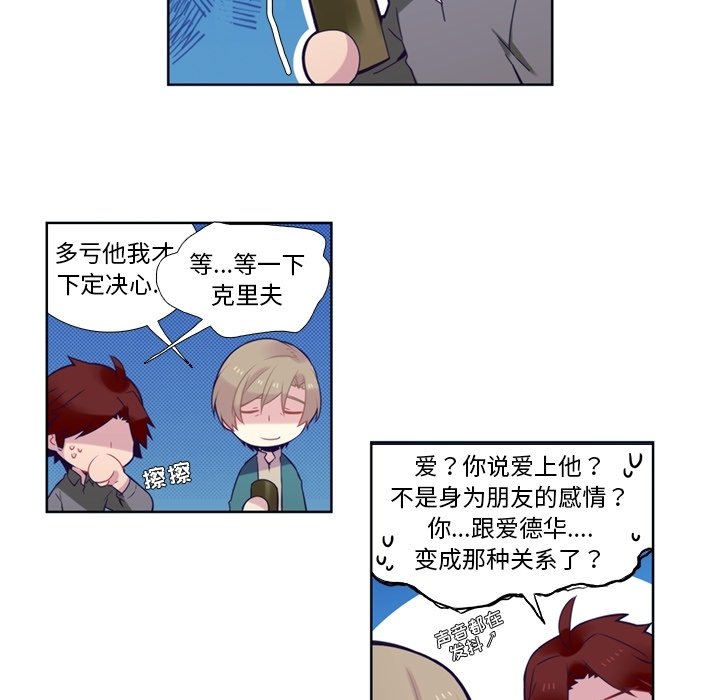 多亏他我才
下定决心.
等...等一下
克里夫
擦擦
爱？你说爱上他？
不是身为朋友的感情？
你...跟爱德华....
变成那种关系了？
声音都在
发抖